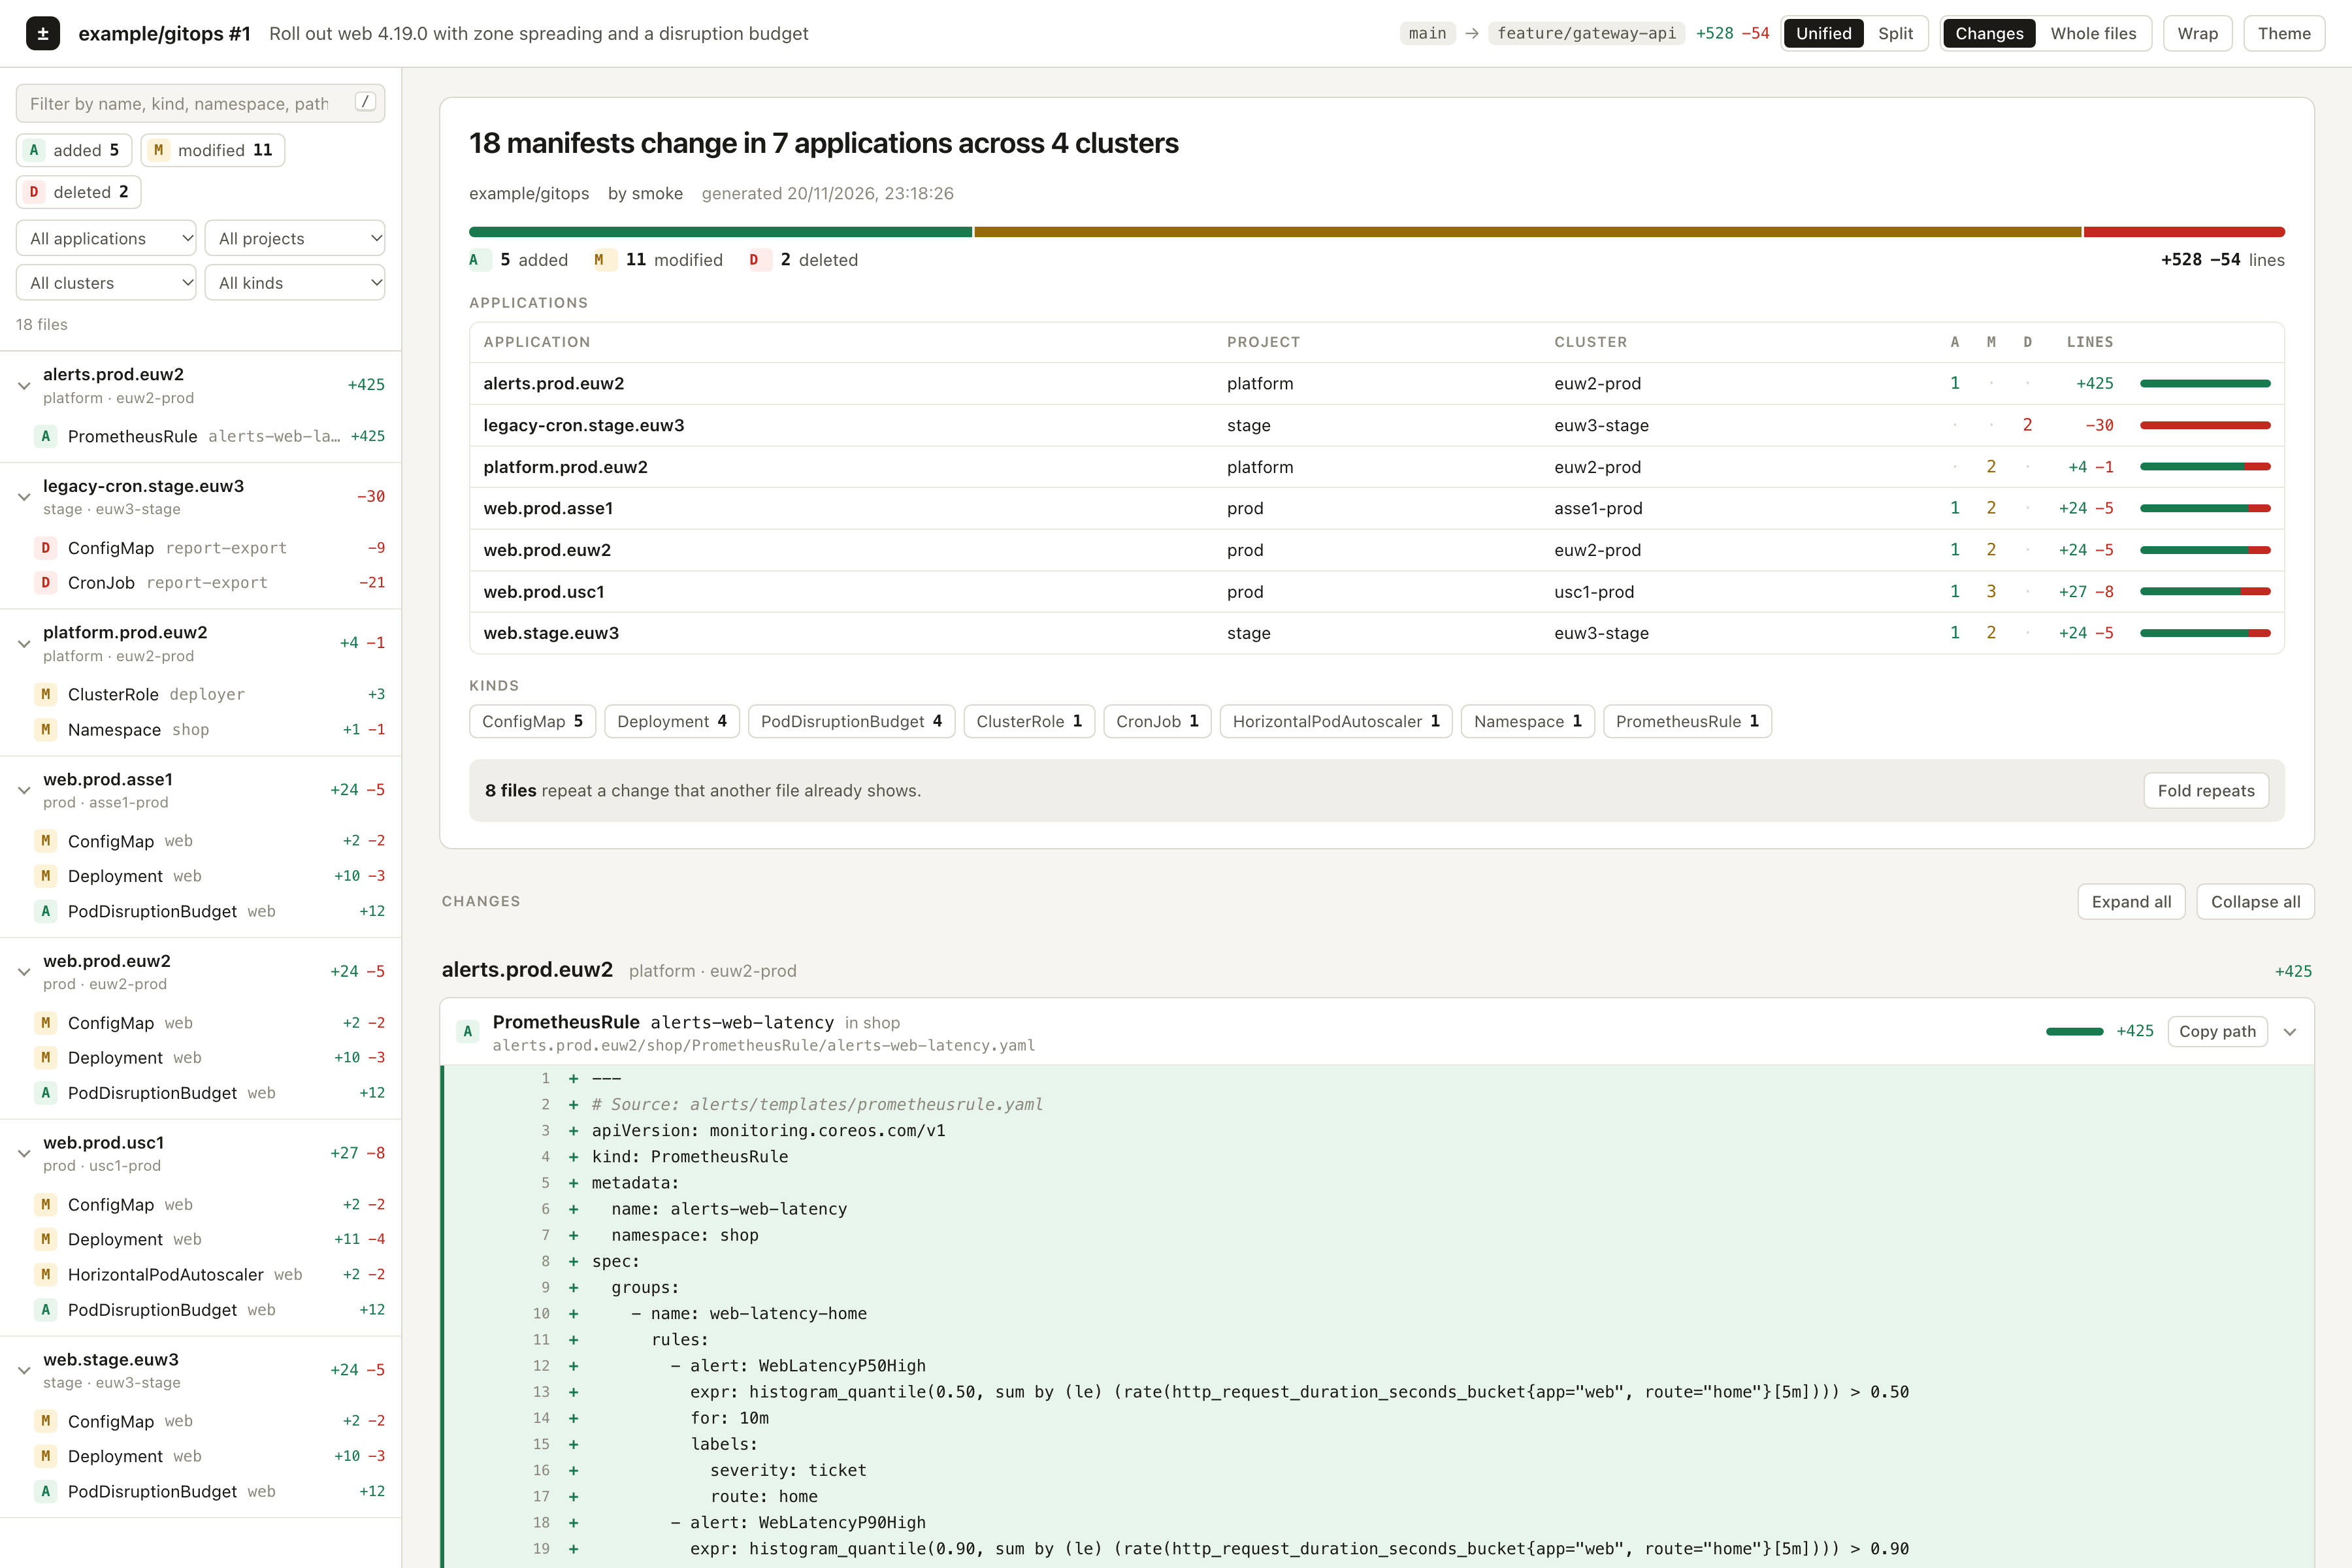 ± example/gitops #1 Roll out web 4.19.0 with zone spreading and a disruption budget main → feature/gateway-api +528 −54 Unified Split Changes Whole files Wrap Theme
Filter by name, kind, namespace, path /
A added 5 M modified 11
D deleted 2
All applications All projects
All clusters All kinds
18 files
alerts.prod.euw2 +425
platform · euw2-prod
A PrometheusRule alerts-web-la… +425
legacy-cron.stage.euw3 −30
stage · euw3-stage
D ConfigMap report-export −9
D CronJob report-export −21
platform.prod.euw2 +4 −1
platform · euw2-prod
M ClusterRole deployer +3
M Namespace shop +1 −1
web.prod.asse1 +24 −5
prod · asse1-prod
M ConfigMap web +2 −2
M Deployment web +10 −3
A PodDisruptionBudget web +12
web.prod.euw2 +24 −5
prod · euw2-prod
M ConfigMap web +2 −2
M Deployment web +10 −3
A PodDisruptionBudget web +12
web.prod.usc1 +27 −8
prod · usc1-prod
M ConfigMap web +2 −2
M Deployment web +11 −4
M HorizontalPodAutoscaler web +2 −2
A PodDisruptionBudget web +12
web.stage.euw3 +24 −5
stage · euw3-stage
M ConfigMap web +2 −2
M Deployment web +10 −3
A PodDisruptionBudget web +12
18 manifests change in 7 applications across 4 clusters
example/gitops by smoke generated 20/11/2026, 23:18:26
A 5 added M 11 modified D 2 deleted +528 −54 lines
APPLICATIONS
APPLICATION PROJECT CLUSTER A M D LINES
alerts.prod.euw2 platform euw2-prod 1 · · +425
legacy-cron.stage.euw3 stage euw3-stage · · 2 −30
platform.prod.euw2 platform euw2-prod · 2 · +4 −1
web.prod.asse1 prod asse1-prod 1 2 · +24 −5
web.prod.euw2 prod euw2-prod 1 2 · +24 −5
web.prod.usc1 prod usc1-prod 1 3 · +27 −8
web.stage.euw3 stage euw3-stage 1 2 · +24 −5
KINDS
ConfigMap 5 Deployment 4 PodDisruptionBudget 4 ClusterRole 1 CronJob 1 HorizontalPodAutoscaler 1 Namespace 1 PrometheusRule 1
8 files repeat a change that another file already shows. Fold repeats
CHANGES Expand all Collapse all
alerts.prod.euw2 platform · euw2-prod +425
A PrometheusRule alerts-web-latency in shop +425 Copy path
alerts.prod.euw2/shop/PrometheusRule/alerts-web-latency.yaml
1 + ---
2 + # Source: alerts/templates/prometheusrule.yaml
3 + apiVersion: monitoring.coreos.com/v1
4 + kind: PrometheusRule
5 + metadata:
6 +   name: alerts-web-latency
7 +   namespace: shop
8 + spec:
9 +   groups:
10 +     - name: web-latency-home
11 +       rules:
12 +         - alert: WebLatencyP50High
13 +           expr: histogram_quantile(0.50, sum by (le) (rate(http_request_duration_seconds_bucket{app="web", route="home"}[5m]))) > 0.50
14 +           for: 10m
15 +           labels:
16 +             severity: ticket
17 +             route: home
18 +         - alert: WebLatencyP90High
19 +           expr: histogram_quantile(0.90, sum by (le) (rate(http_request_duration_seconds_bucket{app="web", route="home"}[5m]))) > 0.90